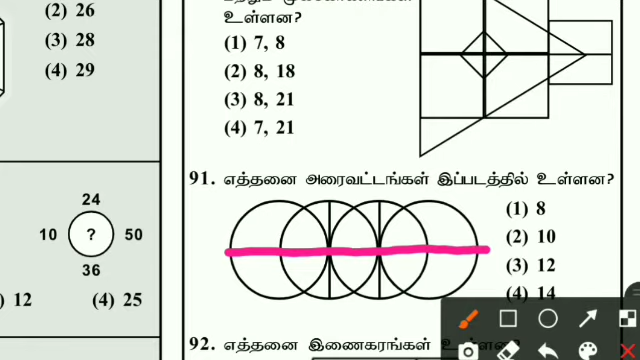 (2) 26
(3) 28
(4) 29
உள்ளன?
(1) 7, 8
(2) 8, 18
(3) 8, 21
(4) 7, 21
24
10 ? 50
36
) 12 (4) 25
91. எத்தனை அரைவட்டங்கள் இப்படத்தில் உள்ளன?
(1) 8
(2) 10
(3) 12
(4) 14
92. எத்தனை இணைகரங்கள்